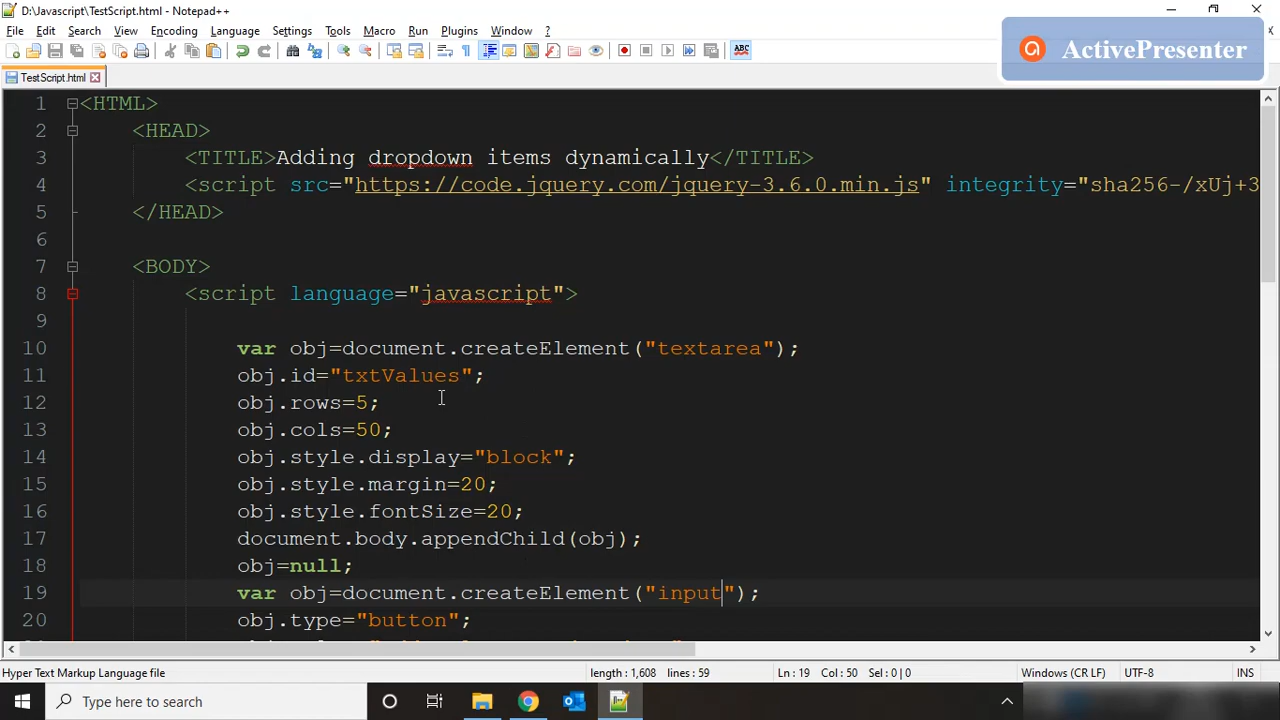 D:\Javascript\TestScript.html - Notepad++
File Edit Search View Encoding Language Settings Tools Macro Run Plugins Window ?
ActivePresenter
ABC
TestScript.html
1 <HTML>
2 <HEAD>
3 <TITLE>Adding dropdown items dynamically</TITLE>
4 <script src="https://code.jquery.com/jquery-3.6.0.min.js" integrity="sha256-/xUj+3
5 </HEAD>
6
7 <BODY>
8 <script language="javascript">
9
10 var obj=document.createElement("textarea");
11 obj.id="txtValues";
12 obj.rows=5;
13 obj.cols=50;
14 obj.style.display="block";
15 obj.style.margin=20;
16 obj.style.fontSize=20;
17 document.body.appendChild(obj);
18 obj=null;
19 var obj=document.createElement("input");
20 obj.type="button";
Hyper Text Markup Language file length : 1,608 lines : 59 Ln : 19 Col : 50 Sel : 0 | 0 Windows (CR LF) UTF-8 INS
Type here to search